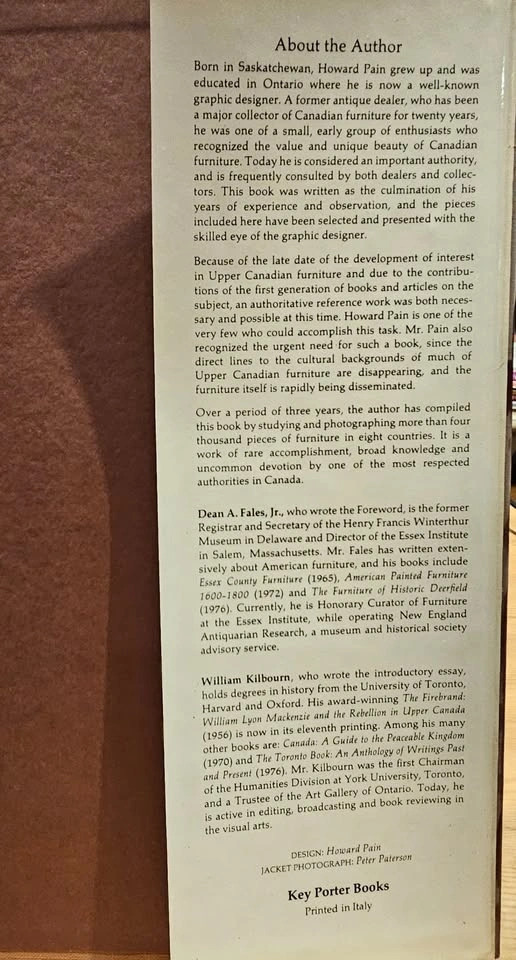 About the Author
Born in Saskatchewan, Howard Pain grew up and was
educated in Ontario where he is now a well-known
graphic designer. A former antique dealer, who has been
a major collector of Canadian furniture for twenty years,
he was one of a small, early group of enthusiasts who
recognized the value and unique beauty of Canadian
furniture. Today he is considered an important authority,
and is frequently consulted by both dealers and collec-
tors. This book was written as the culmination of his
years of experience and observation, and the pieces
included here have been selected and presented with the
skilled eye of the graphic designer.
Because of the late date of the development of interest
in Upper Canadian furniture and due to the contribu-
tions of the first generation of books and articles on the
subject, an authoritative reference work was both neces-
sary and possible at this time. Howard Pain is one of the
very few who could accomplish this task. Mr. Pain also
recognized the urgent need for such a book, since the
direct lines to the cultural backgrounds of much of
Upper Canadian furniture are disappearing, and the
furniture itself is rapidly being disseminated.
Over a period of three years, the author has compiled
this book by studying and photographing more than four
thousand pieces of furniture in eight countries. It is a
work of rare accomplishment, broad knowledge and
uncommon devotion by one of the most respected
authorities in Canada.
Dean A. Fales, Jr., who wrote the Foreword, is the former
Registrar and Secretary of the Henry Francis Winterthur
Museum in Delaware and Director of the Essex Institute
in Salem, Massachusetts. Mr. Fales has written exten-
sively about American furniture, and his books include
Essex County Furniture (1965), American Painted Furniture
1600-1800 (1972) and The Furniture of Historic Deerfield
(1976). Currently, he is Honorary Curator of Furniture
at the Essex Institute, while operating New England
Antiquarian Research, a museum and historical society
advisory service.
William Kilbourn, who wrote the introductory essay,
holds degrees in history from the University of Toronto,
Harvard and Oxford. His award-winning The Firebrand:
William Lyon Mackenzie and the Rebellion in Upper Canada
(1956) is now in its eleventh printing. Among his many
other books are: Canada: A Guide to the Peaceable Kingdom
(1970) and The Toronto Book: An Anthology of Writings Past
and Present (1976). Mr. Kilbourn was the first Chairman
of the Humanities Division at York University, Toronto,
and a Trustee of the Art Gallery of Ontario. Today, he
is active in editing, broadcasting and book reviewing in
the visual arts.
DESIGN: Howard Pain
JACKET PHOTOGRAPH: Peter Paterson
Key Porter Books
Printed in Italy